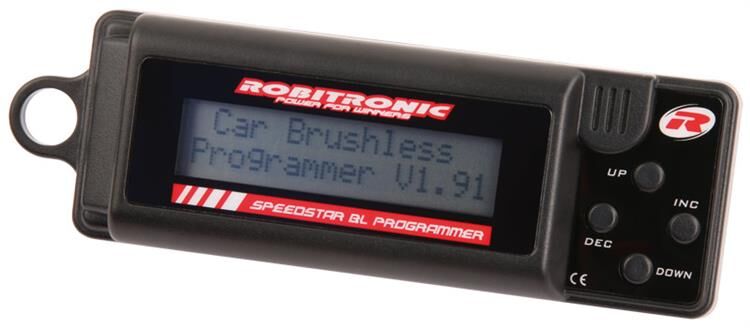 ROBITRONIC
POWER FOR WINNERS
Car Brushless
Programmer V1.91
SPEEDSTAR BL PROGRAMMER
R
UP
INC
DEC
DOWN
CE